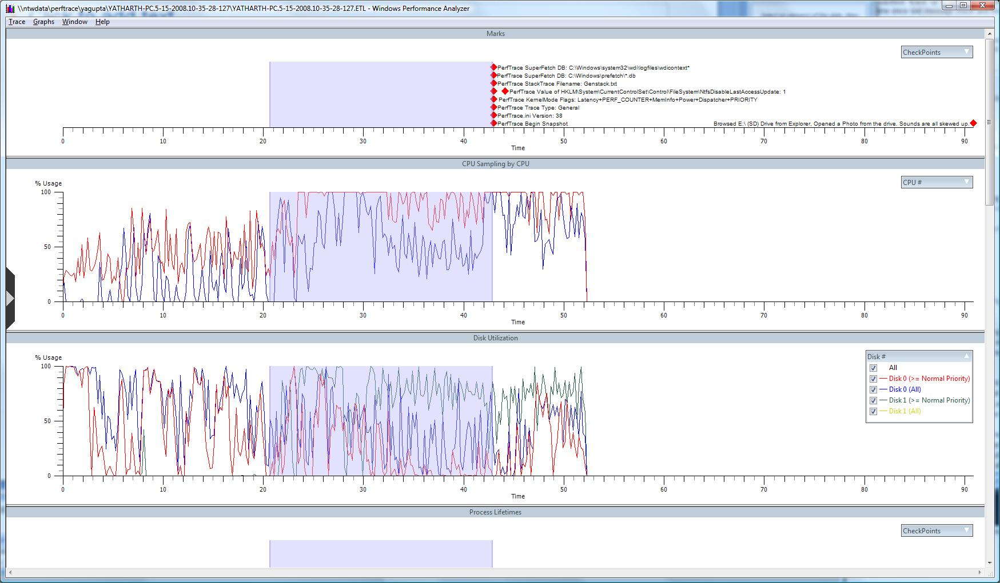 \\ntwdata\perftrace\yagupta\YATHARTH-PC.5-15-2008.10-35-28-127\YATHARTH-PC.5-15-2008.10-35-28-127.ETL - Windows Performance Analyzer
Trace Graphs Window Help
Marks
CheckPoints
PerfTrace SuperFetch DB: C:\Windows\system32\wdi\logfiles\wdicontext*
PerfTrace SuperFetch DB: C:\Windows\prefetch\*.db
PerfTrace StackTrace Filename: Genstack.txt
PerfTrace Value of HKLM\System\CurrentControlSet\Control\FileSystem\NtfsDisableLastAccessUpdate: 1
PerfTrace KernelMode Flags: Latency+PERF_COUNTER+MemInfo+Power+Dispatcher+PRIORITY
PerfTrace Trace Type: General
PerfTrace.ini Version: 38
PerfTrace Begin Snapshot
Browsed E:\ (SD) Drive from Explorer, Opened a Photo from the drive. Sounds are all skewed up.
0 10 20 30 40 50 60 70 80 90
Time
CPU Sampling by CPU
% Usage
CPU #
100
50
0
0 10 20 30 40 50 60 70 80 90
Time
Disk Utilization
% Usage
100
50
0
Disk #
All
Disk 0 (>= Normal Priority)
Disk 0 (All)
Disk 1 (>= Normal Priority)
Disk 1 (All)
0 10 20 30 40 50 60 70 80 90
Time
Process Lifetimes
CheckPoints